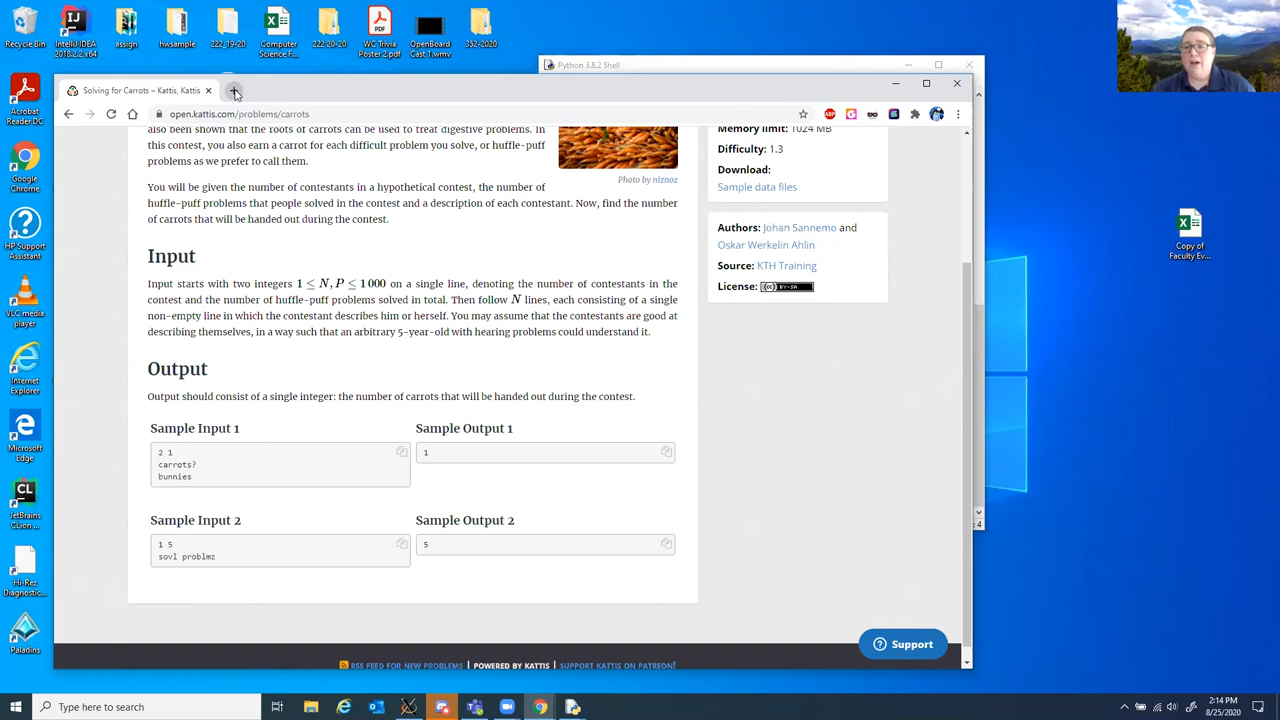 Recycle Bin
IntelliJ IDEA
2018.2.2 x64
assign
hwsample
222_19-20
Computer
Science F...
222 20-20
WC Trivia
Poster 2.pdf
OpenBoard
Cast 1.wmv
352-2020
Python 3.8.2 Shell
Solving for Carrots – Kattis, Kattis
open.kattis.com/problems/carrots
also been shown that the roots of carrots can be used to treat digestive problems. In
this contest, you also earn a carrot for each difficult problem you solve, or huffle-puff
problems as we prefer to call them.
Photo by niznoz
You will be given the number of contestants in a hypothetical contest, the number of
huffle-puff problems that people solved in the contest and a description of each contestant. Now, find the number
of carrots that will be handed out during the contest.
Input
Input starts with two integers 1 ≤ N, P ≤ 1 000 on a single line, denoting the number of contestants in the
contest and the number of huffle-puff problems solved in total. Then follow N lines, each consisting of a single
non-empty line in which the contestant describes him or herself. You may assume that the contestants are good at
describing themselves, in a way such that an arbitrary 5-year-old with hearing problems could understand it.
Output
Output should consist of a single integer: the number of carrots that will be handed out during the contest.
Sample Input 1
Sample Output 1
2 1
carrots?
bunnies
1
Sample Input 2
Sample Output 2
1 5
sovl problmz
5
Memory limit: 1024 MB
Difficulty: 1.3
Download:
Sample data files
Authors: Johan Sannemo and
Oskar Werkelin Ahlin
Source: KTH Training
License: BY-SA
Support
RSS FEED FOR NEW PROBLEMS | POWERED BY KATTIS | SUPPORT KATTIS ON PATREON!
Acrobat
Reader DC
Google
Chrome
HP Support
Assistant
VLC media
player
Internet
Explorer
Microsoft
Edge
JetBrains
CLion ...
Hi-Rez
Diagnostic...
Paladins
Copy of
Faculty Ev...
: 4
Type here to search
2:14 PM
8/25/2020